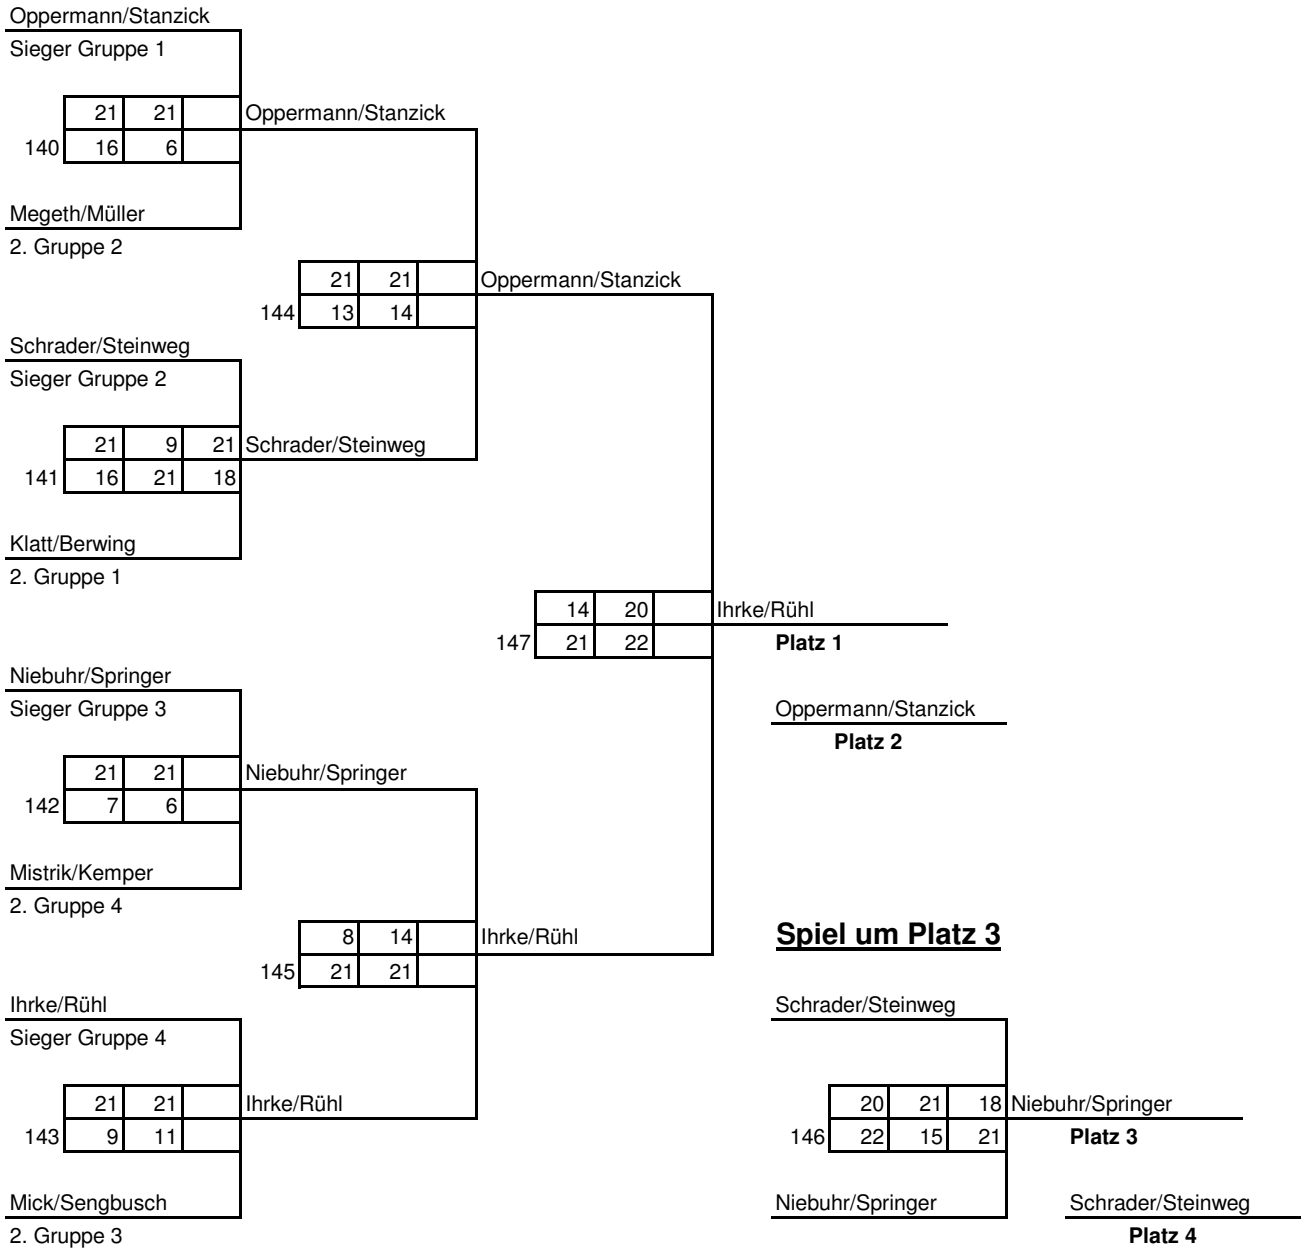 Oppermann/Stanzick
Sieger Gruppe 1
21 21 Oppermann/Stanzick
140 16 6
Megeth/Müller
2. Gruppe 2
21 21 Oppermann/Stanzick
144 13 14
Schrader/Steinweg
Sieger Gruppe 2
21 9 21 Schrader/Steinweg
141 16 21 18
Klatt/Berwing
2. Gruppe 1
14 20 Ihrke/Rühl
147 21 22 Platz 1
Niebuhr/Springer
Sieger Gruppe 3 Oppermann/Stanzick
Platz 2
21 21 Niebuhr/Springer
142 7 6
Mistrik/Kemper
2. Gruppe 4
8 14 Ihrke/Rühl Spiel um Platz 3
145 21 21
Ihrke/Rühl Schrader/Steinweg
Sieger Gruppe 4
21 21 Ihrke/Rühl 20 21 18 Niebuhr/Springer
143 9 11 146 22 15 21 Platz 3
Mick/Sengbusch Niebuhr/Springer Schrader/Steinweg
2. Gruppe 3 Platz 4